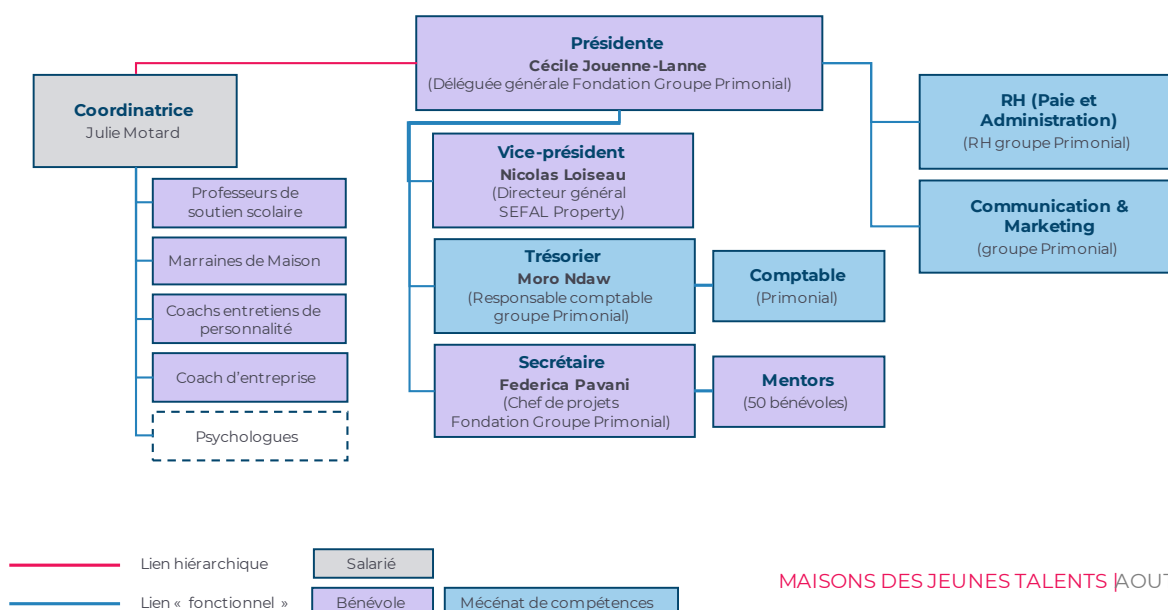 Présidente
Cécile Jouenne-Lanne
(Déléguée générale Fondation Groupe Primonial)
Coordinatrice
Julie Motard
RH (Paie et
Administration)
(RH groupe Primonial)
Vice-président
Nicolas Loiseau
(Directeur général
SEFAL Property)
Professeurs de
soutien scolaire
Communication &
Marketing
(groupe Primonial)
Marraines de Maison
Trésorier
Moro Ndaw
(Responsable comptable
groupe Primonial)
Comptable
(Primonial)
Coachs entretiens de
personnalité
Coach d'entreprise
Secrétaire
Federica Pavani
(Chef de projets
Fondation Groupe Primonial)
Mentors
(50 bénévoles)
Psychologues
Lien hiérarchique
Salarié
Lien « fonctionnel »
Bénévole
Mécénat de compétences
MAISONS DES JEUNES TALENTS |AOUT